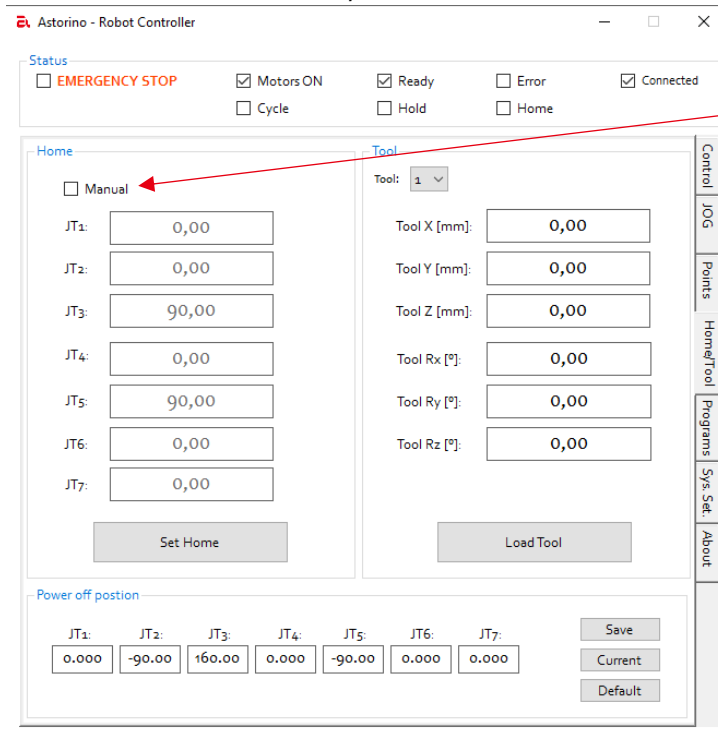 Astorino - Robot Controller
Status
EMERGENCY STOP Motors ON Ready Error Connected
Cycle Hold Home
Home
Manual
JT1: 0,00
JT2: 0,00
JT3: 90,00
JT4: 0,00
JT5: 90,00
JT6: 0,00
JT7: 0,00
Set Home
Tool
Tool: 1
Tool X [mm]: 0,00
Tool Y [mm]: 0,00
Tool Z [mm]: 0,00
Tool Rx [º]: 0,00
Tool Ry [º]: 0,00
Tool Rz [º]: 0,00
Load Tool
Control
JOG
Points
Home/Tool
Programs
Sys. Set.
About
Power off postion
JT1: JT2: JT3: JT4: JT5: JT6: JT7:
0.000 -90.00 160.00 0.000 -90.00 0.000 0.000
Save
Current
Default